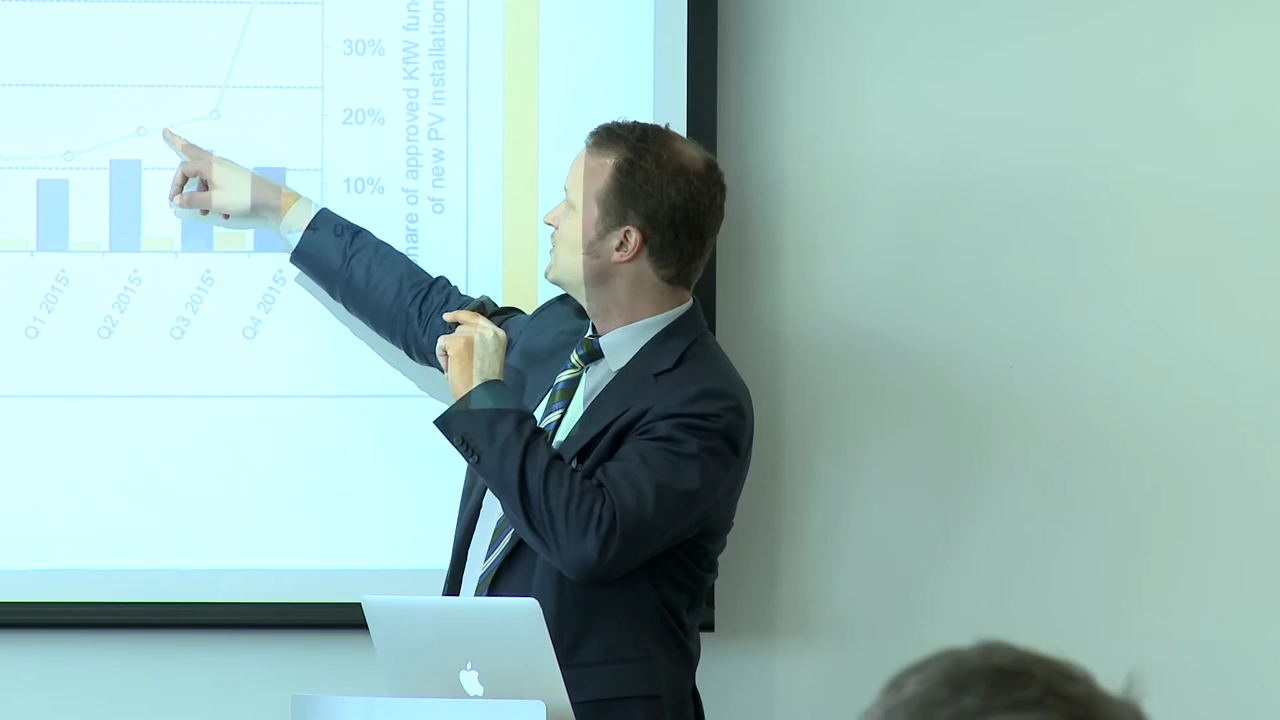 30%
20%
10%
hare of approved KfW fun
of new PV installation
Q1 2015*
Q2 2015*
Q3 2015*
Q4 2015*